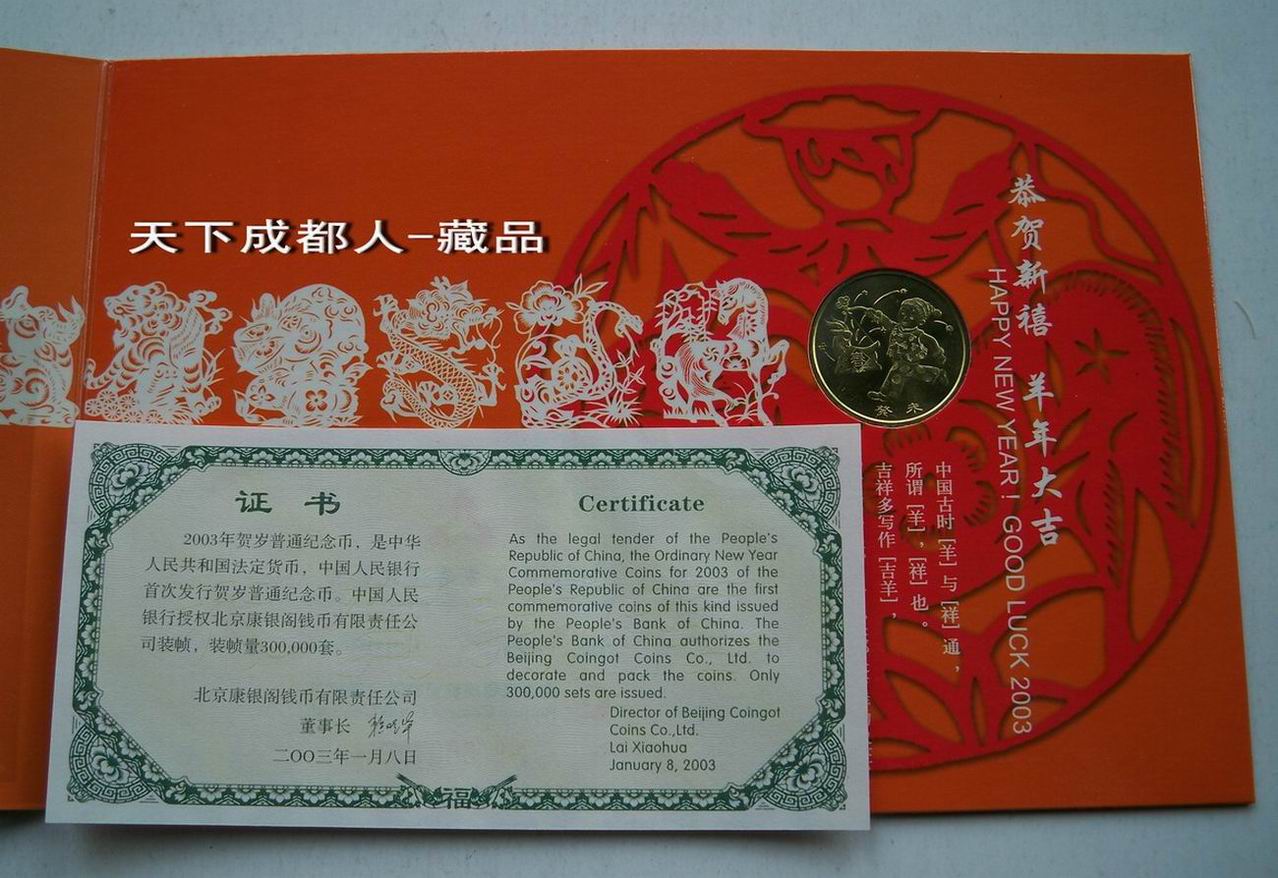 天下成都人-藏品
恭贺新禧 羊年大吉
HAPPY NEW YEAR! GOOD LUCK 2003
癸未
中国古时[羊]与[祥]通,
所谓[羊],[祥]也。
吉祥多写作[吉羊],
证书
2003年贺岁普通纪念币，是中华
人民共和国法定货币，中国人民银行
首次发行贺岁普通纪念币。中国人民
银行授权北京康银阁钱币有限责任公
司装帧，装帧量300,000套。
北京康银阁钱币有限责任公司
董事长
二〇〇三年一月八日
Certificate
As the legal tender of the People's
Republic of China, the Ordinary New Year
Commemorative Coins for 2003 of the
People's Republic of China are the first
commemorative coins of this kind issued
by the People's Bank of China. The
People's Bank of China authorizes the
Beijing Coingot Coins Co., Ltd. to
decorate and pack the coins. Only
300,000 sets are issued.
Director of Beijing Coingot
Coins Co.,Ltd.
Lai Xiaohua
January 8, 2003
福